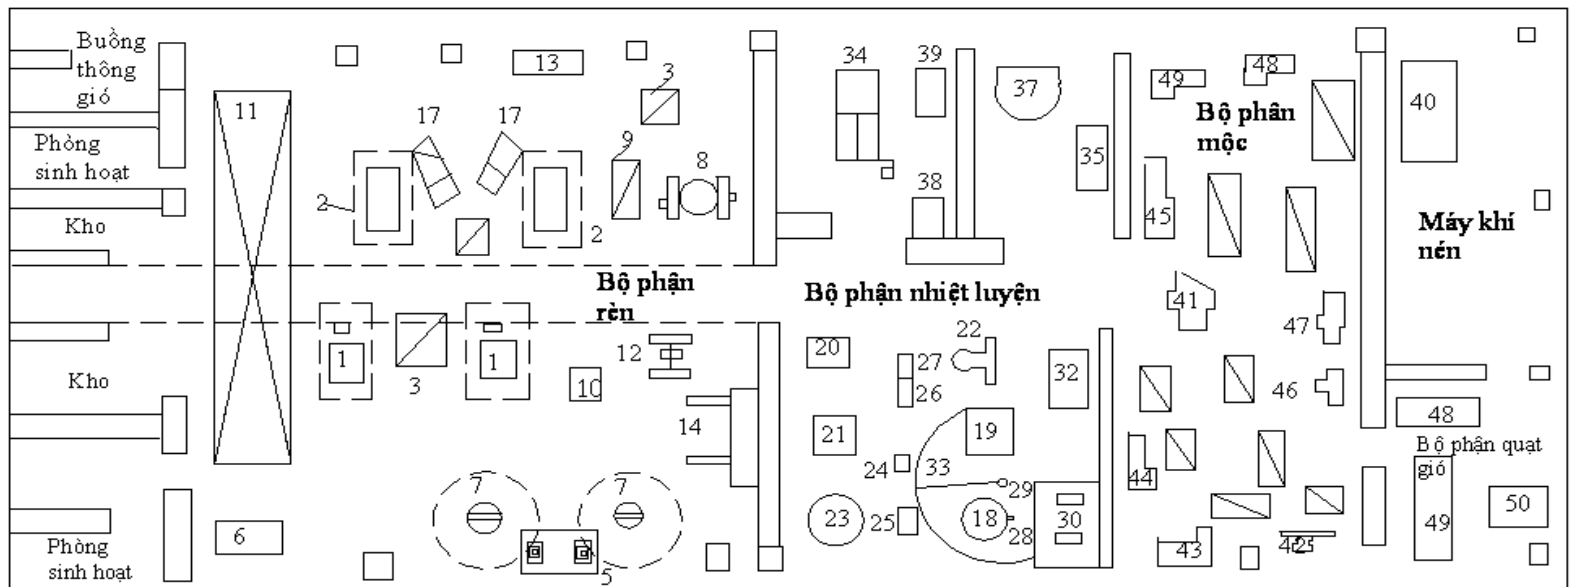 Buồng
thông
gió
Phòng
sinh hoạt
Kho
Kho
Phòng
sinh hoạt
11
6
13
17
17
3
9
8
2
2
Bộ phận
rèn
1
3
1
10
12
14
7
7
5
34
39
37
35
38
Bộ phận nhiệt luyện
20
27
26
22
32
21
24
33
19
29
23
25
18
28
30
49
48
Bộ phân
mộc
45
41
47
46
44
43
42
40
Máy khí
nén
48
Bộ phận quạt
gió
49
50